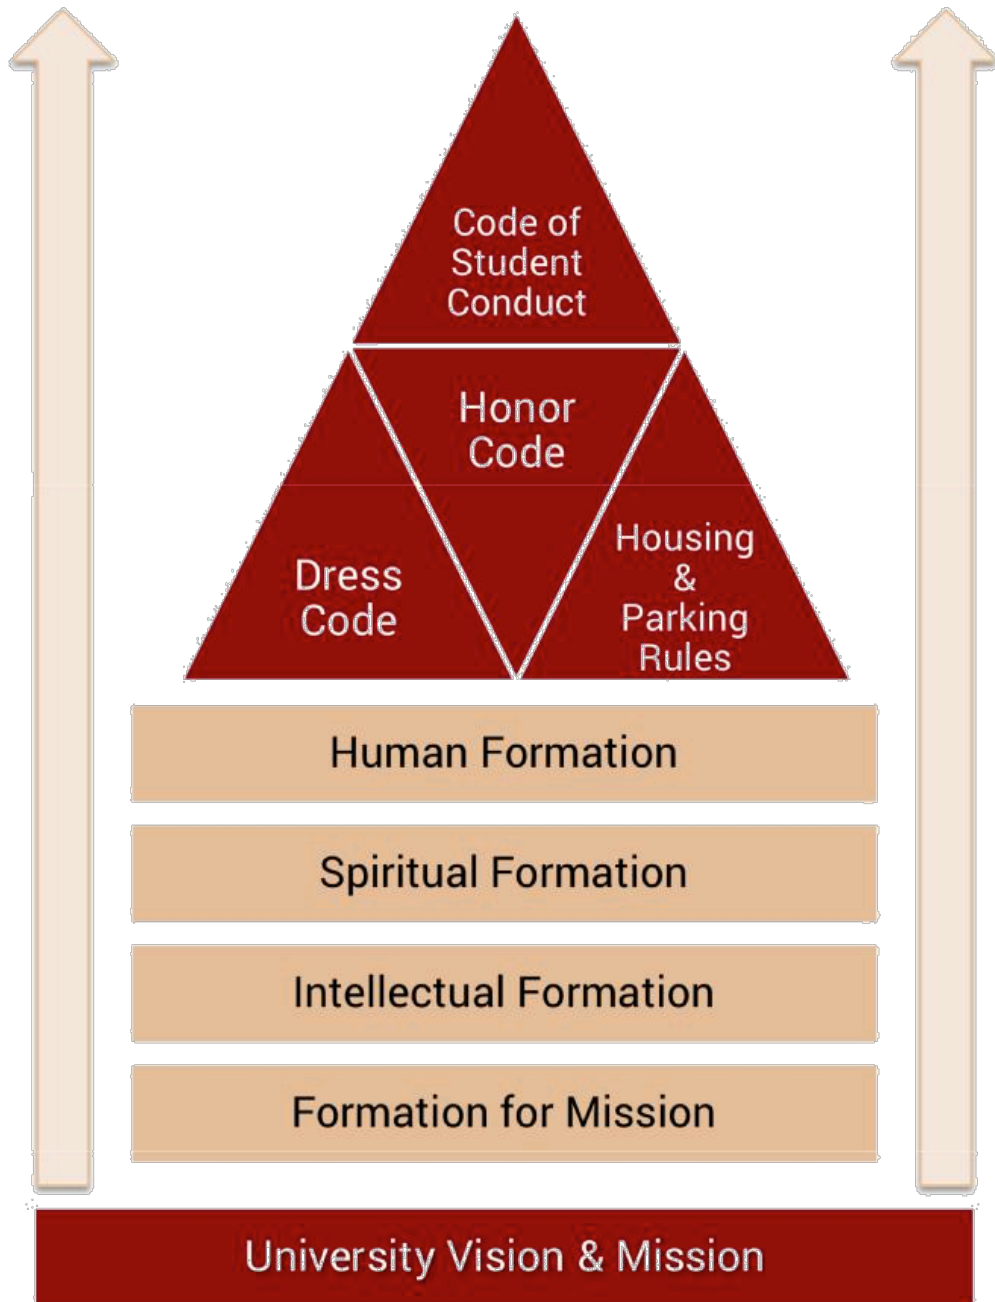 Code of
Student
Conduct
Honor
Code
Dress
Code
Housing
&
Parking
Rules
Human Formation
Spiritual Formation
Intellectual Formation
Formation for Mission
University Vision & Mission